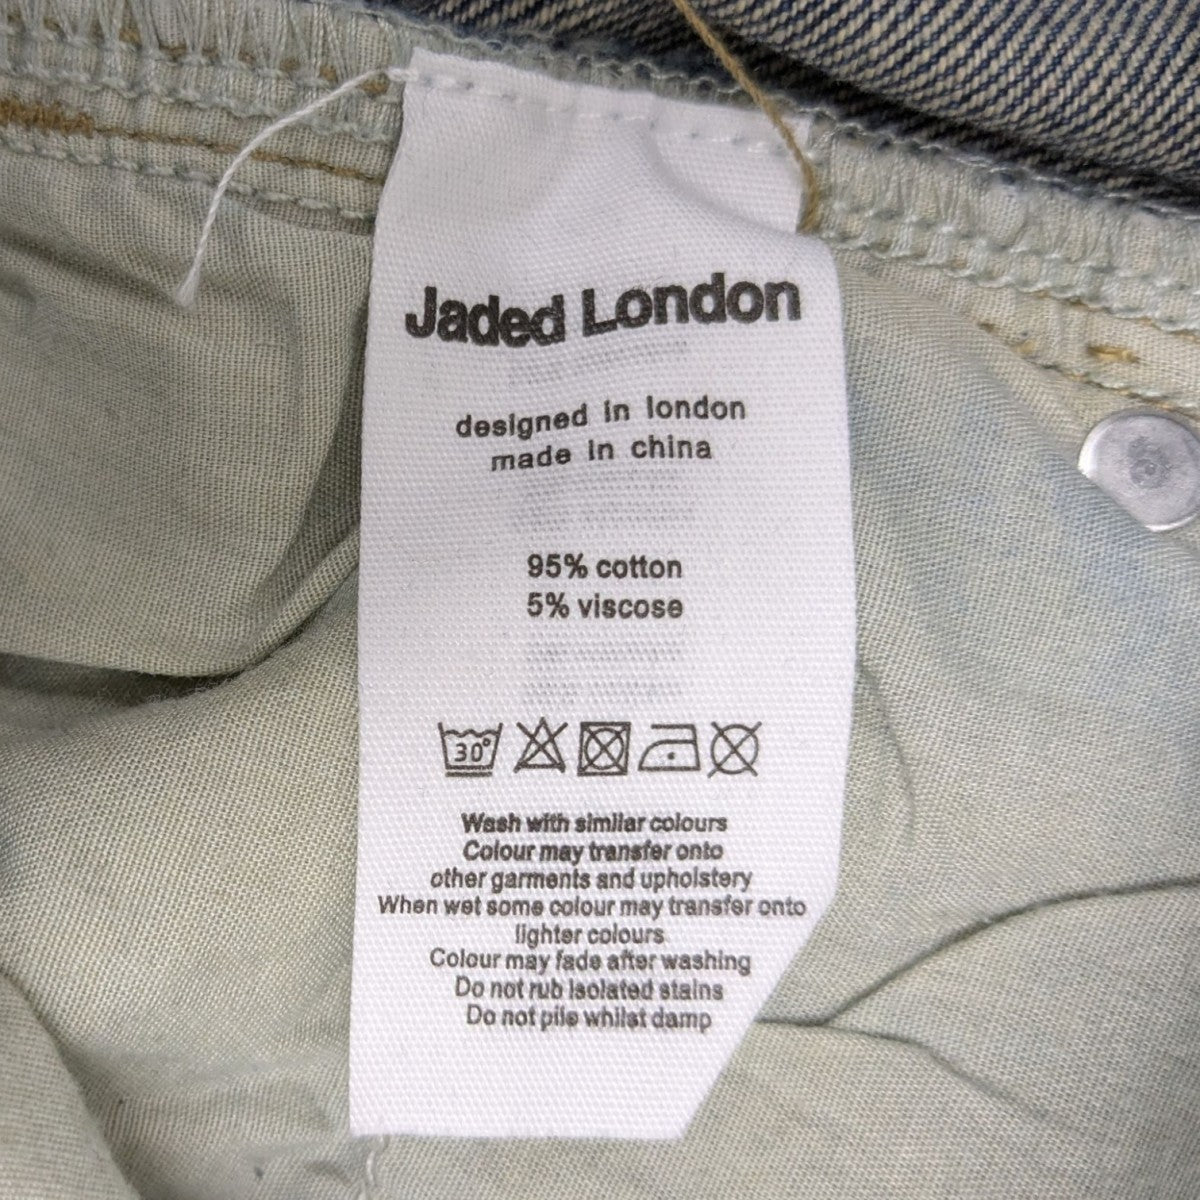 Jaded London
designed in london
made in china
95% cotton
5% viscose
30°
Wash with similar colours
Colour may transfer onto
other garments and upholstery
When wet some colour may transfer onto
lighter colours
Colour may fade after washing
Do not rub isolated stains
Do not pile whilst damp